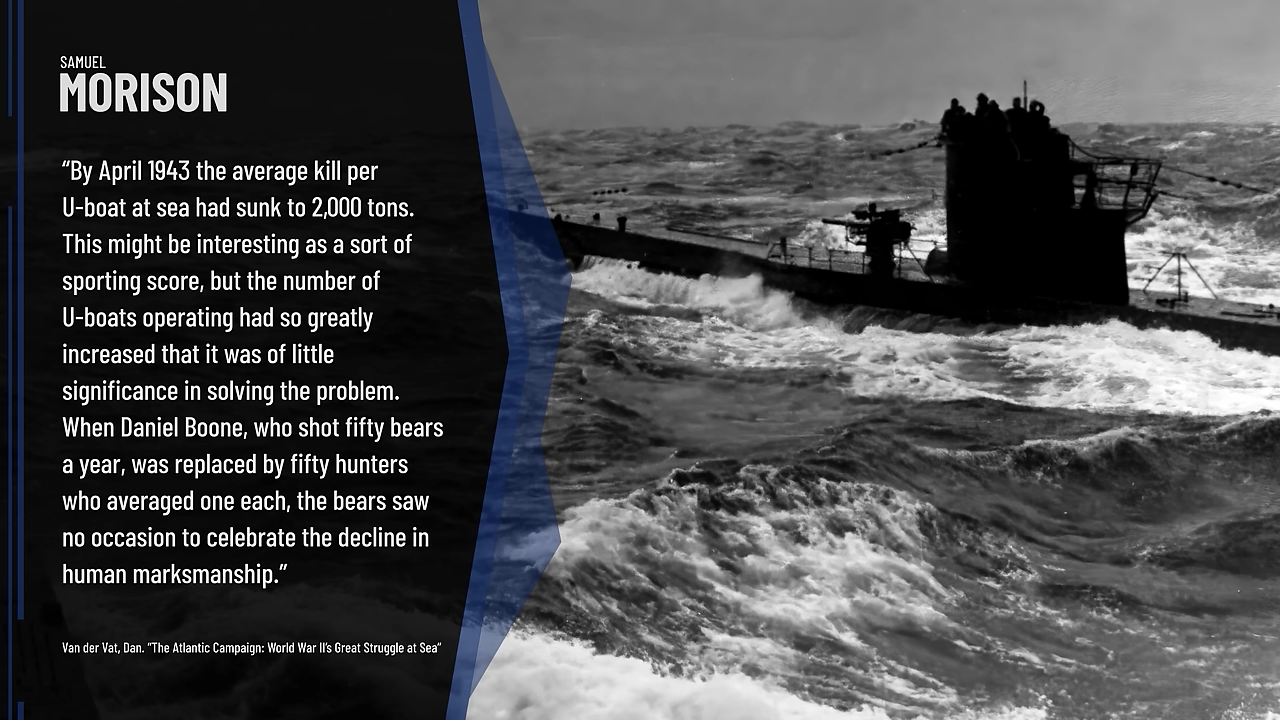 SAMUEL
MORISON
“By April 1943 the average kill per
U-boat at sea had sunk to 2,000 tons.
This might be interesting as a sort of
sporting score, but the number of
U-boats operating had so greatly
increased that it was of little
significance in solving the problem.
When Daniel Boone, who shot fifty bears
a year, was replaced by fifty hunters
who averaged one each, the bears saw
no occasion to celebrate the decline in
human marksmanship.”
Van der Vat, Dan. “The Atlantic Campaign: World War II’s Great Struggle at Sea”